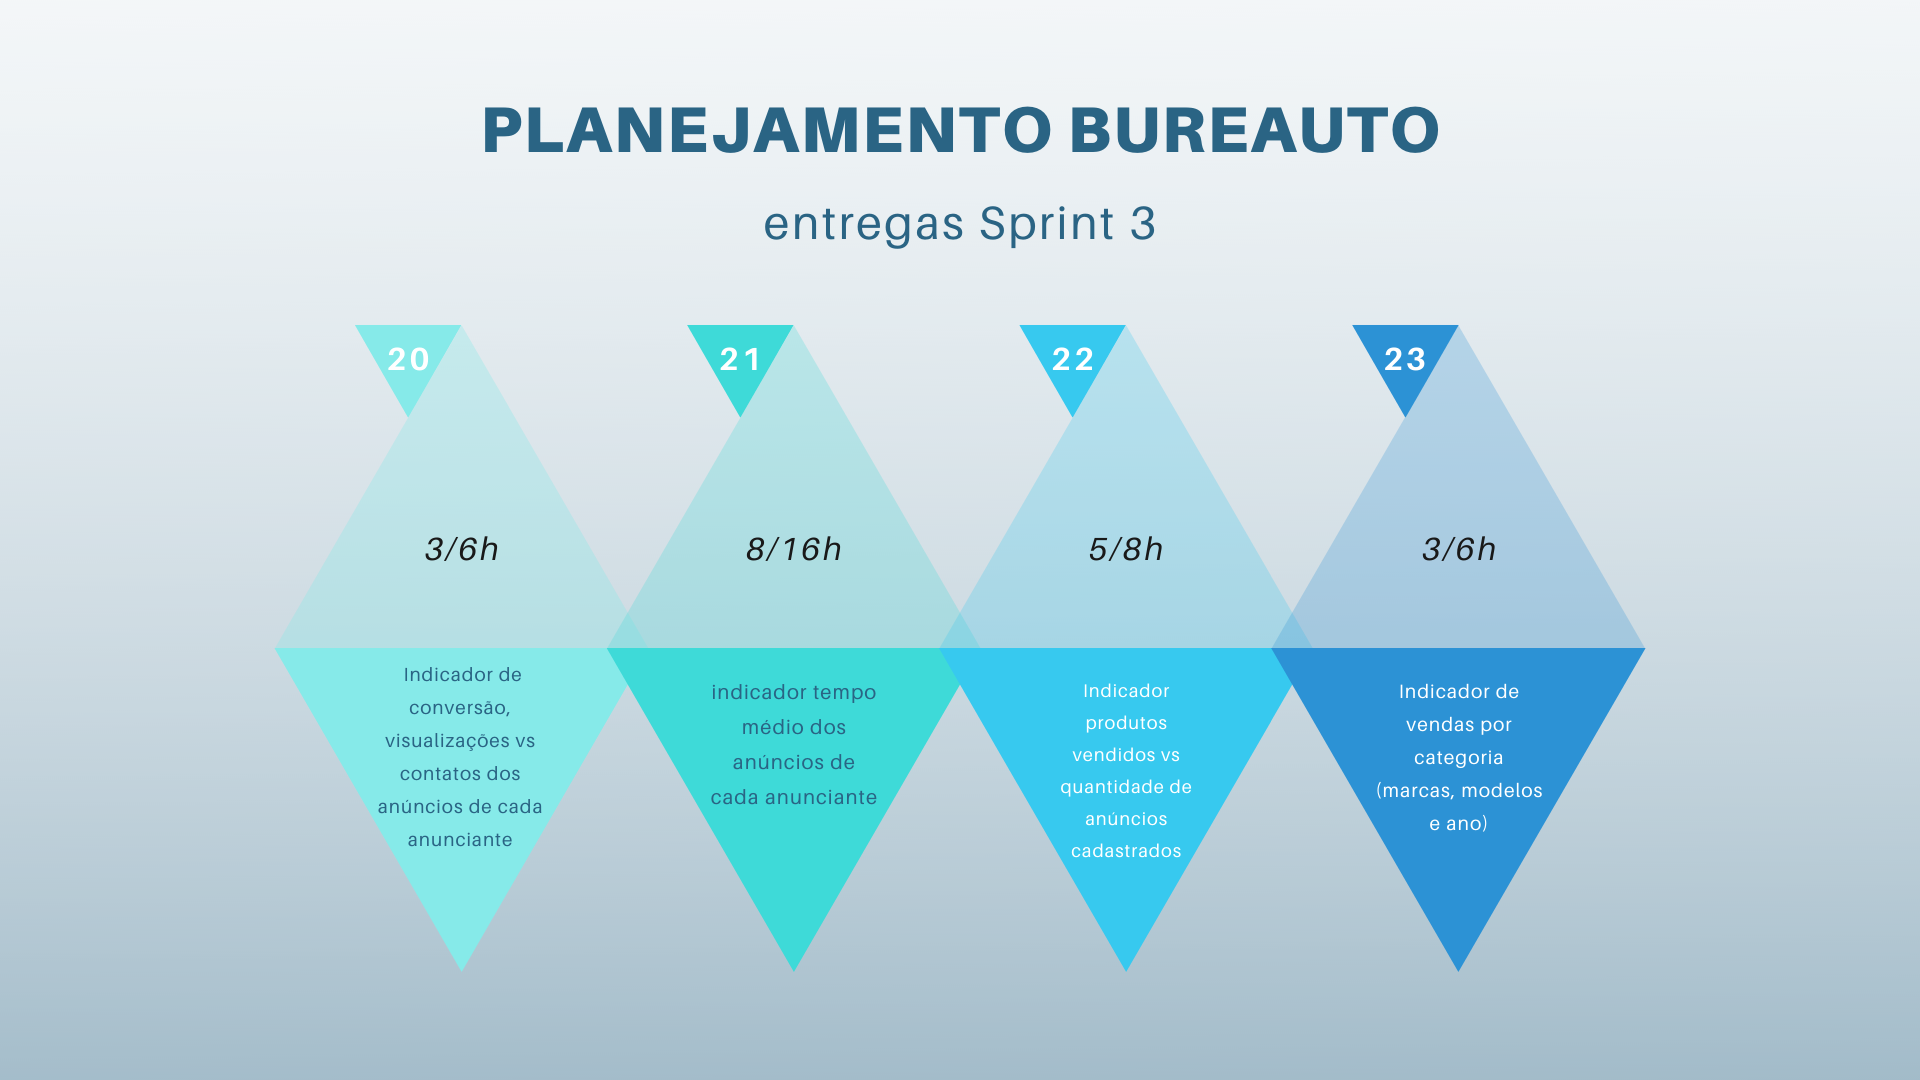 PLANEJAMENTO BUREAUTO
entregas Sprint 3
20
3/6h
Indicador de
conversão,
visualizações vs
contatos dos
anúncios de cada
anunciante
21
8/16h
indicador tempo
médio dos
anúncios de
cada anunciante
22
5/8h
Indicador
produtos
vendidos vs
quantidade de
anúncios
cadastrados
23
3/6h
Indicador de
vendas por
categoria
(marcas, modelos
e ano)